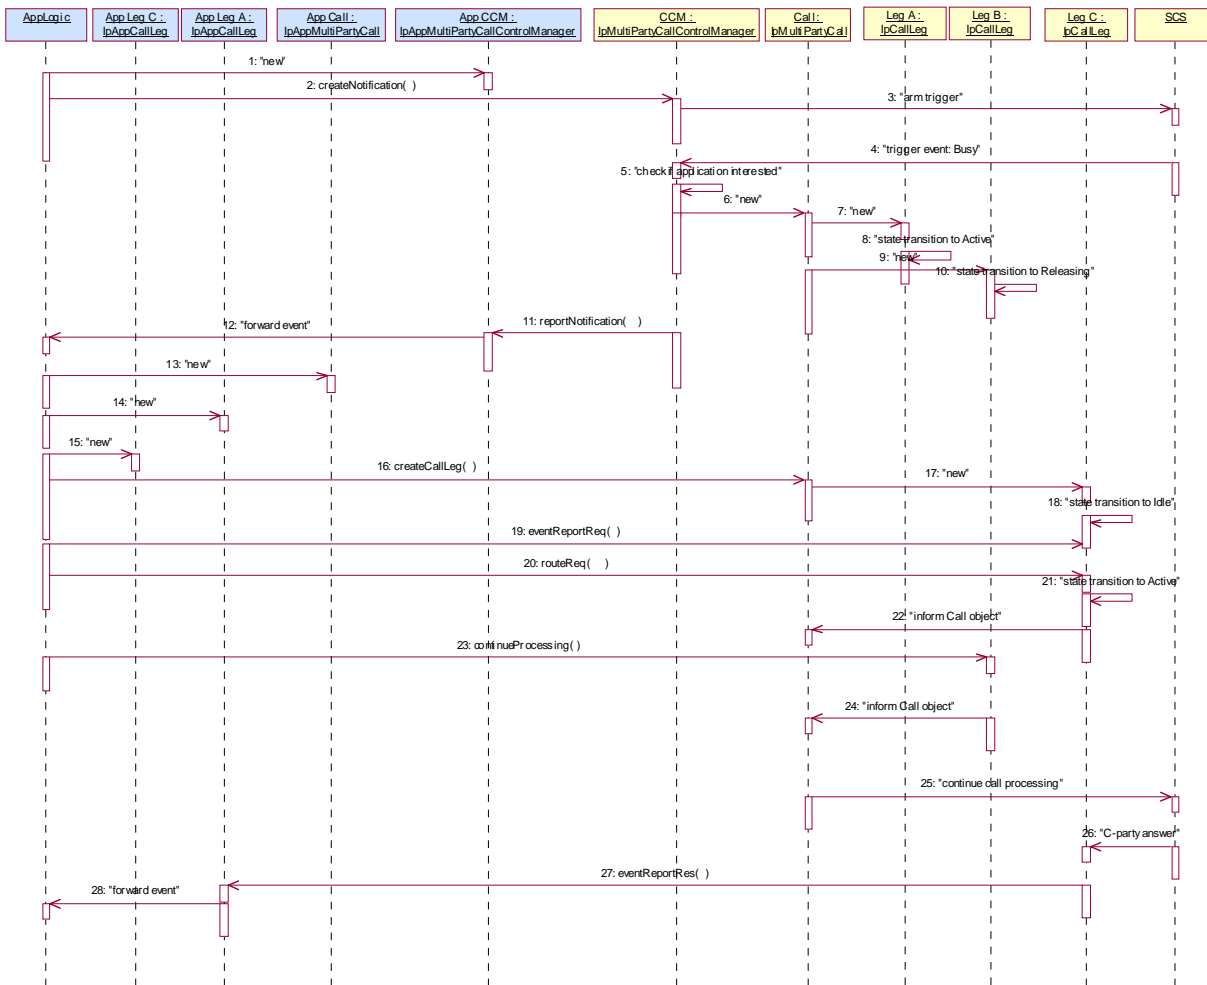 AppLogic
App Leg C :
IpAppCallLeg
App Leg A :
IpAppCallLeg
App Call :
IpAppMultiPartyCall
App CCM :
IpAppMultiPartyCallControlManager
CCM :
IpMultiPartyCallControlManager
Call :
IpMultiPartyCall
Leg A :
IpCallLeg
Leg B :
IpCallLeg
Leg C :
IpCallLeg
SCS
1: "new"
2: createNotification( )
3: "arm trigger"
4: "trigger event: Busy"
5: "check if application interested"
6: "new"
7: "new"
8: "state transition to Active"
9: "new"
10: "state transition to Releasing"
11: reportNotification( )
12: "forward event"
13: "new"
14: "new"
15: "new"
16: createCallLeg( )
17: "new"
18: "state transition to Idle"
19: eventReportReq( )
20: routeReq( )
21: "state transition to Active"
22: "inform Call object"
23: continueProcessing( )
24: "inform Call object"
25: "continue call processing"
26: "C-party answer"
27: eventReportRes( )
28: "forward event"